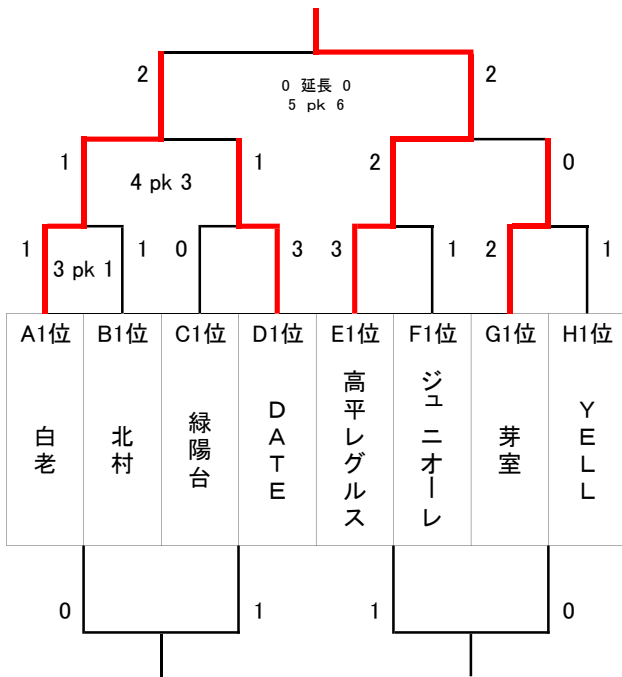 2 2
0 延長 0
5 pk 6
1 1 2 0
4 pk 3
1 1 0 3 3 1 2 1
3 pk 1
A1位 B1位 C1位 D1位 E1位 F1位 G1位 H1位
白老
北村
緑陽台
ＤＡＴＥ
高平レグルス
ジュニオーレ
芽室
ＹＥＬＬ
0 1 1 0